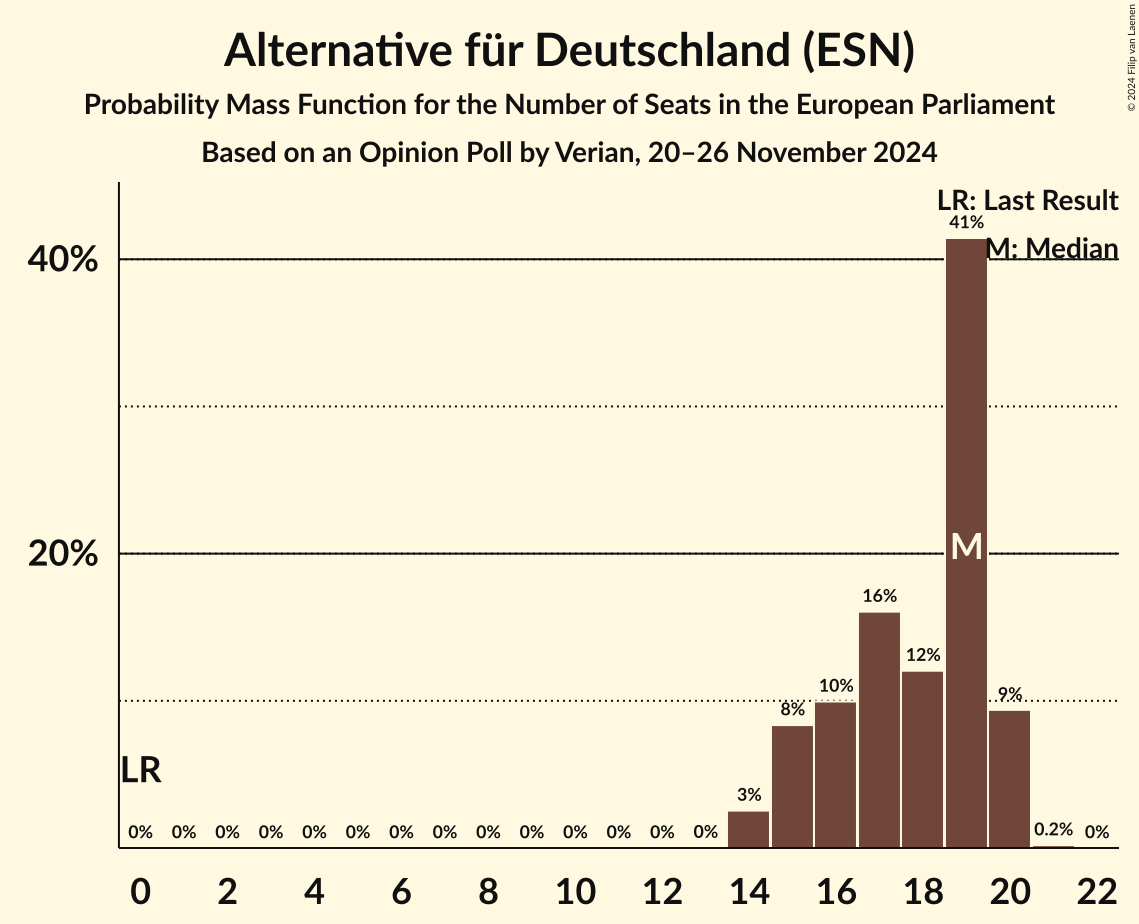 Alternative für Deutschland (ESN)
Probability Mass Function for the Number of Seats in the European Parliament
Based on an Opinion Poll by Verian, 20–26 November 2024
© 2024 Filip van Laenen
LR: Last Result
M: Median
40%
20%
41%
M
16%
12%
10%
9%
8%
3%
LR
0% 0% 0% 0% 0% 0% 0% 0% 0% 0% 0% 0% 0% 0% 0.2% 0%
0 2 4 6 8 10 12 14 16 18 20 22